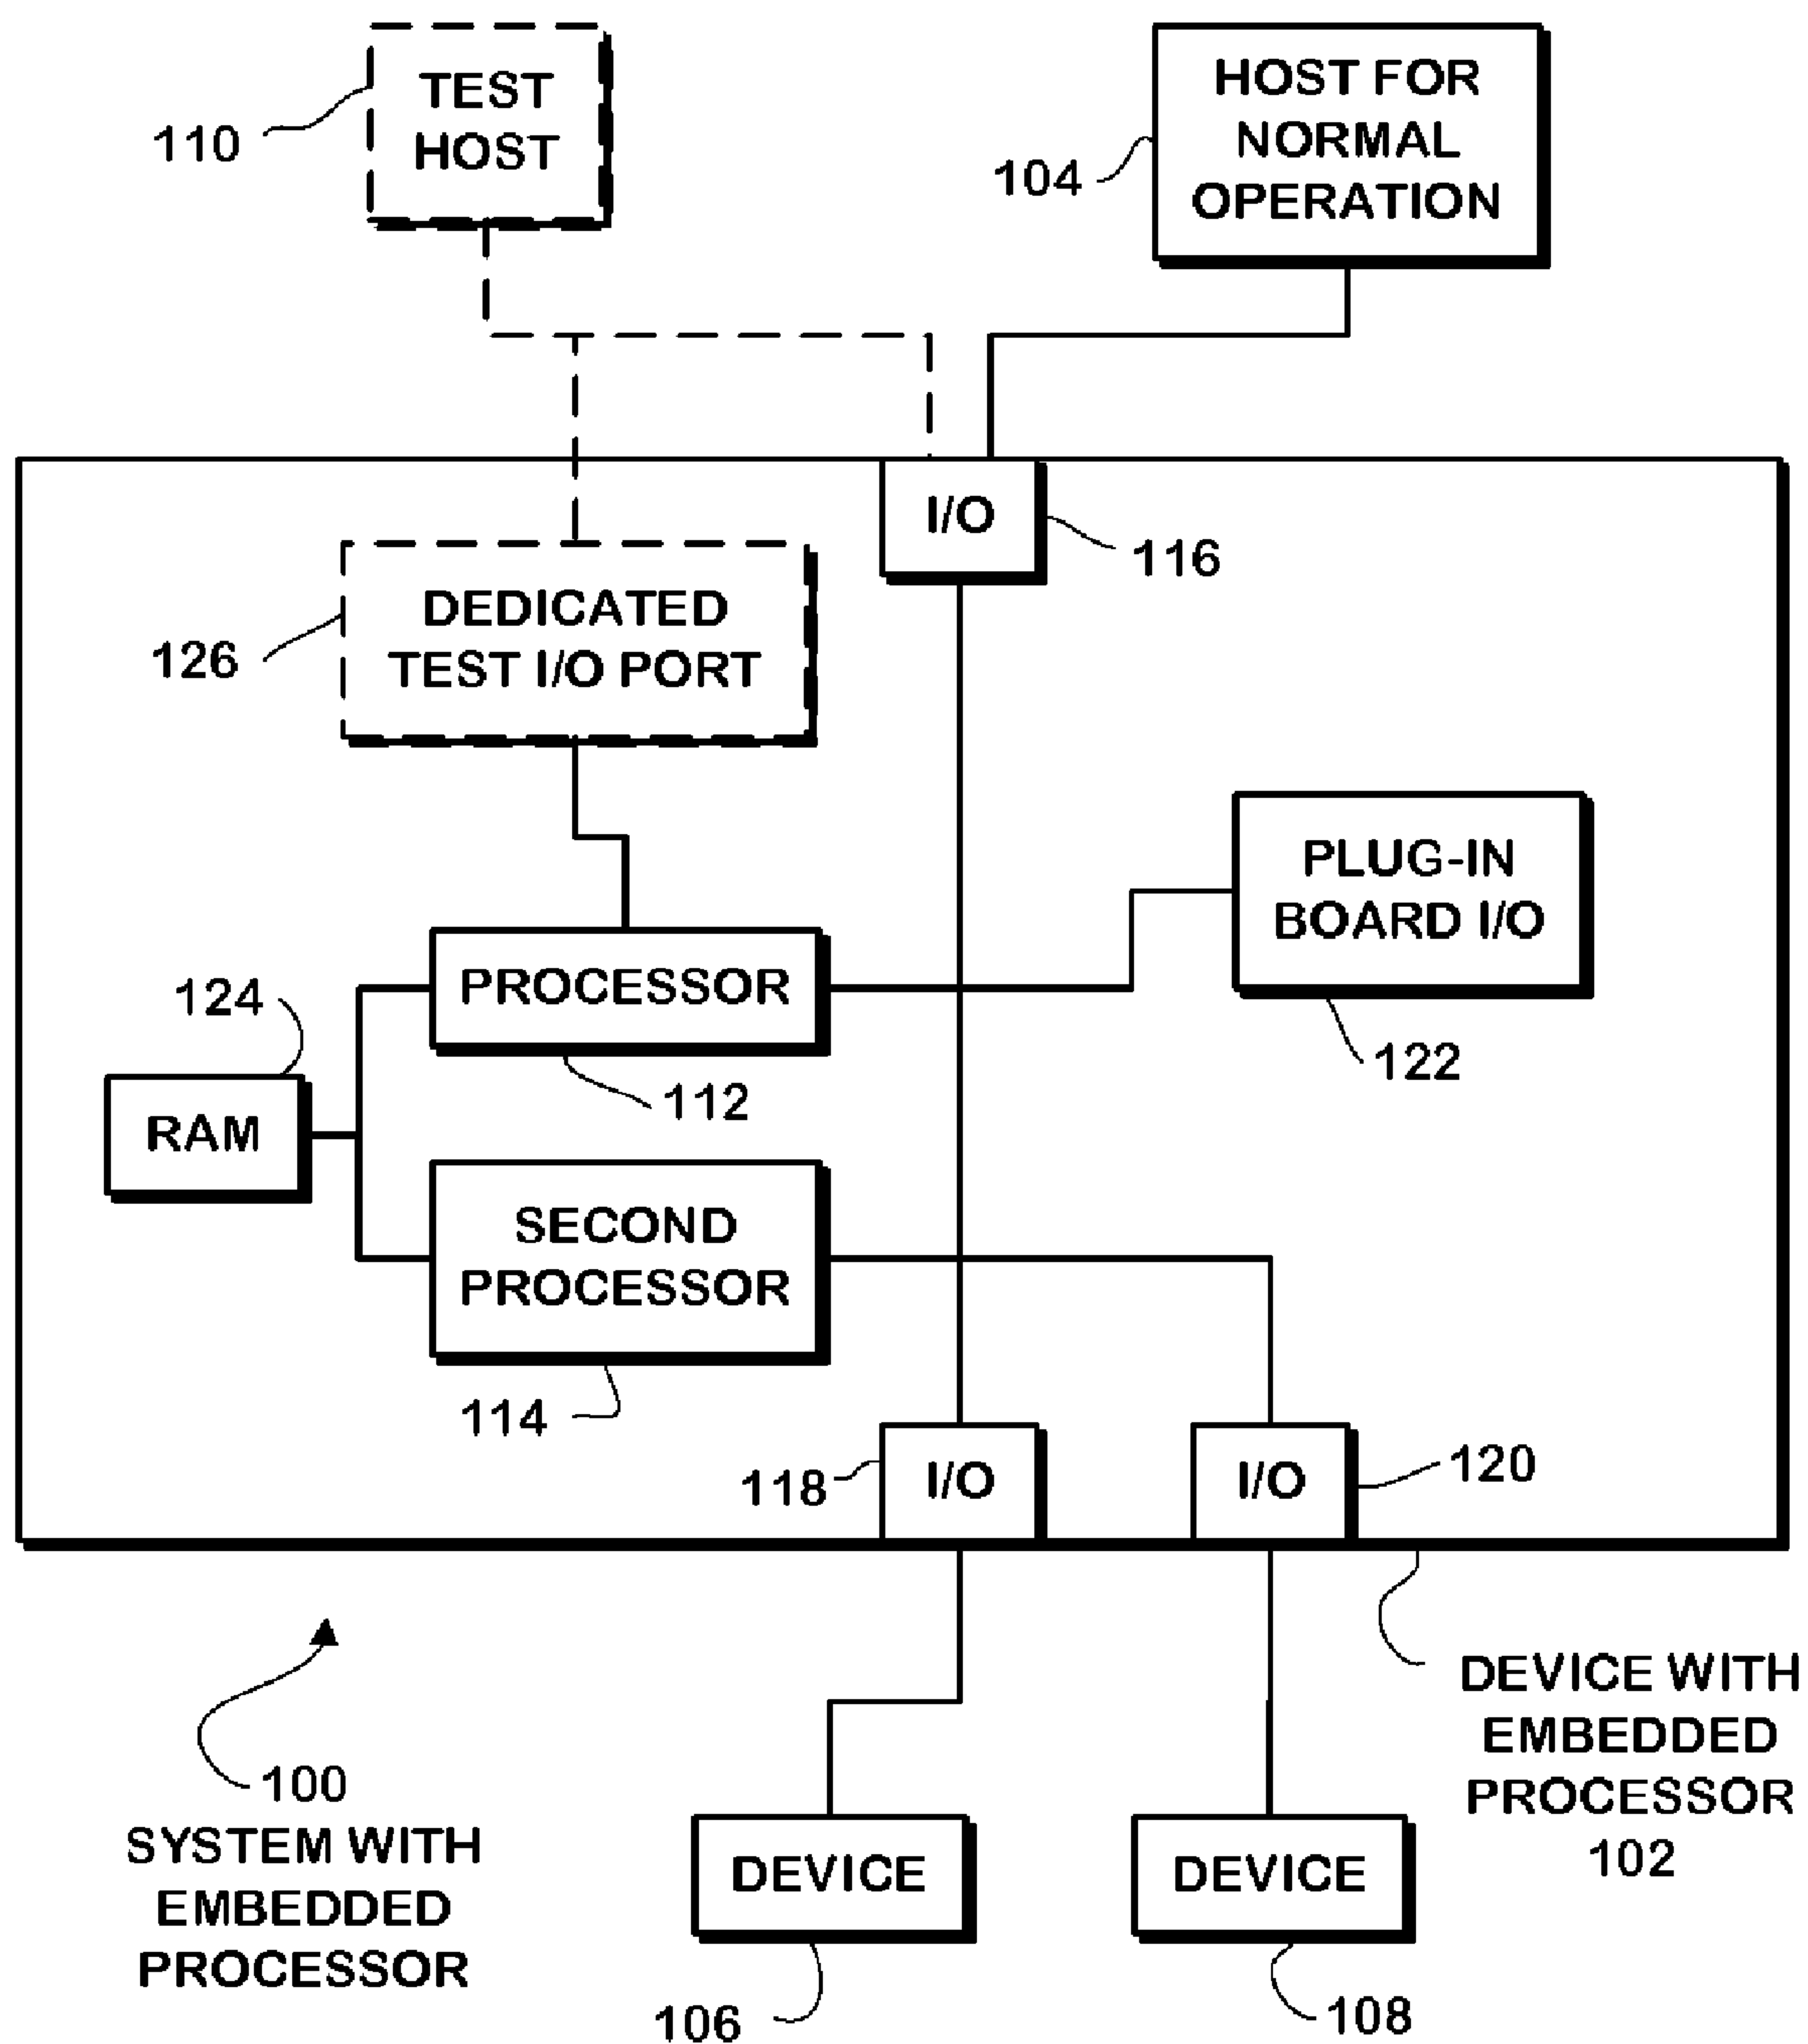 TEST
HOST
110
HOST FOR
NORMAL
OPERATION
104
I/O
116
DEDICATED
TEST I/O PORT
126
PLUG-IN
BOARD I/O
122
PROCESSOR
112
124
RAM
SECOND
PROCESSOR
114
118
I/O
I/O
120
DEVICE WITH
EMBEDDED
PROCESSOR
102
100
SYSTEM WITH
EMBEDDED
PROCESSOR
DEVICE
106
DEVICE
108